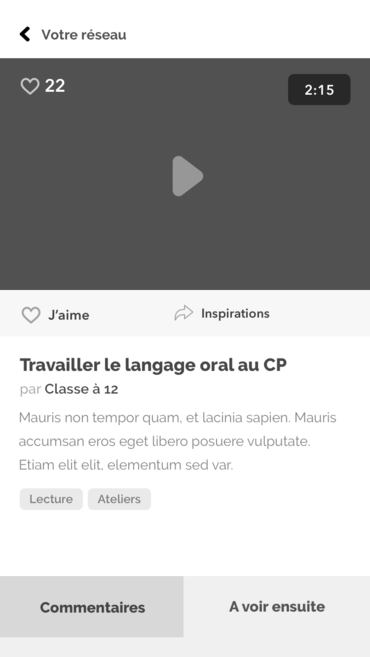 Votre réseau
22
2:15
J'aime
Inspirations
Travailler le langage oral au CP
par Classe à 12
Mauris non tempor quam, et lacinia sapien. Mauris
accumsan eros eget libero posuere vulputate.
Etiam elit elit, elementum sed var.
Lecture Ateliers
Commentaires
A voir ensuite